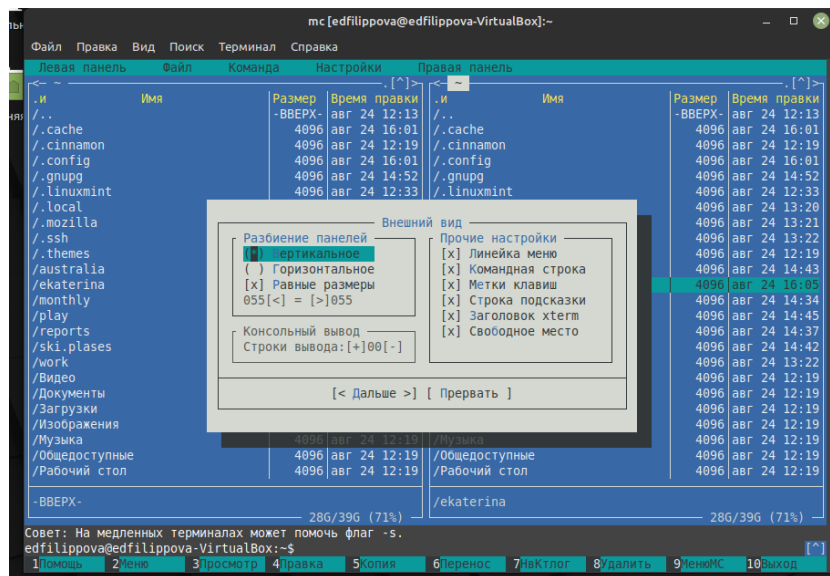 mc [edfilippova@edfilippova-VirtualBox]:~
Файл Правка Вид Поиск Терминал Справка
Левая панель Файл Команда Настройки Правая панель
<— ~ .[^]> <— ~ .[^]>
.и Имя Размер Время правки .и Имя Размер Время правки
/.. -ВВЕРХ- авг 24 12:13 /.. -ВВЕРХ- авг 24 12:13
/.cache 4096 авг 24 16:01 /.cache 4096 авг 24 16:01
/.cinnamon 4096 авг 24 12:19 /.cinnamon 4096 авг 24 12:19
/.config 4096 авг 24 16:01 /.config 4096 авг 24 16:01
/.gnupg 4096 авг 24 14:52 /.gnupg 4096 авг 24 14:52
/.linuxmint 4096 авг 24 12:33 /.linuxmint 4096 авг 24 12:33
/.local 4096 авг 24 13:20
/.mozilla Внешний вид 4096 авг 24 13:21
/.ssh Разбиение панелей Прочие настройки 4096 авг 24 13:22
/.themes (*) Вертикальное [x] Линейка меню 4096 авг 24 12:19
/australia ( ) Горизонтальное [x] Командная строка 4096 авг 24 14:43
/ekaterina [x] Равные размеры [x] Метки клавиш 4096 авг 24 16:05
/monthly 055[<] = [>]055 [x] Строка подсказки 4096 авг 24 14:34
/play [x] Заголовок xterm 4096 авг 24 14:45
/reports Консольный вывод [x] Свободное место 4096 авг 24 14:37
/ski.plases Строки вывода:[+]00[-] 4096 авг 24 14:42
/work 4096 авг 24 13:22
/Видео 4096 авг 24 12:19
/Документы [< Дальше >] [ Прервать ] 4096 авг 24 12:19
/Загрузки 4096 авг 24 12:19
/Изображения 4096 авг 24 12:19
/Музыка 4096 авг 24 12:19 /Музыка 4096 авг 24 12:19
/Общедоступные 4096 авг 24 12:19 /Общедоступные 4096 авг 24 12:19
/Рабочий стол 4096 авг 24 12:19 /Рабочий стол 4096 авг 24 12:19
-ВВЕРХ- /ekaterina
28G/39G (71%) 28G/39G (71%)
Совет: На медленных терминалах может помочь флаг -s.
edfilippova@edfilippova-VirtualBox:~$ [^]
1Помощь 2Меню 3Просмотр 4Правка 5Копия 6Перенос 7НвКтлог 8Удалить 9МенюМС 10Выход